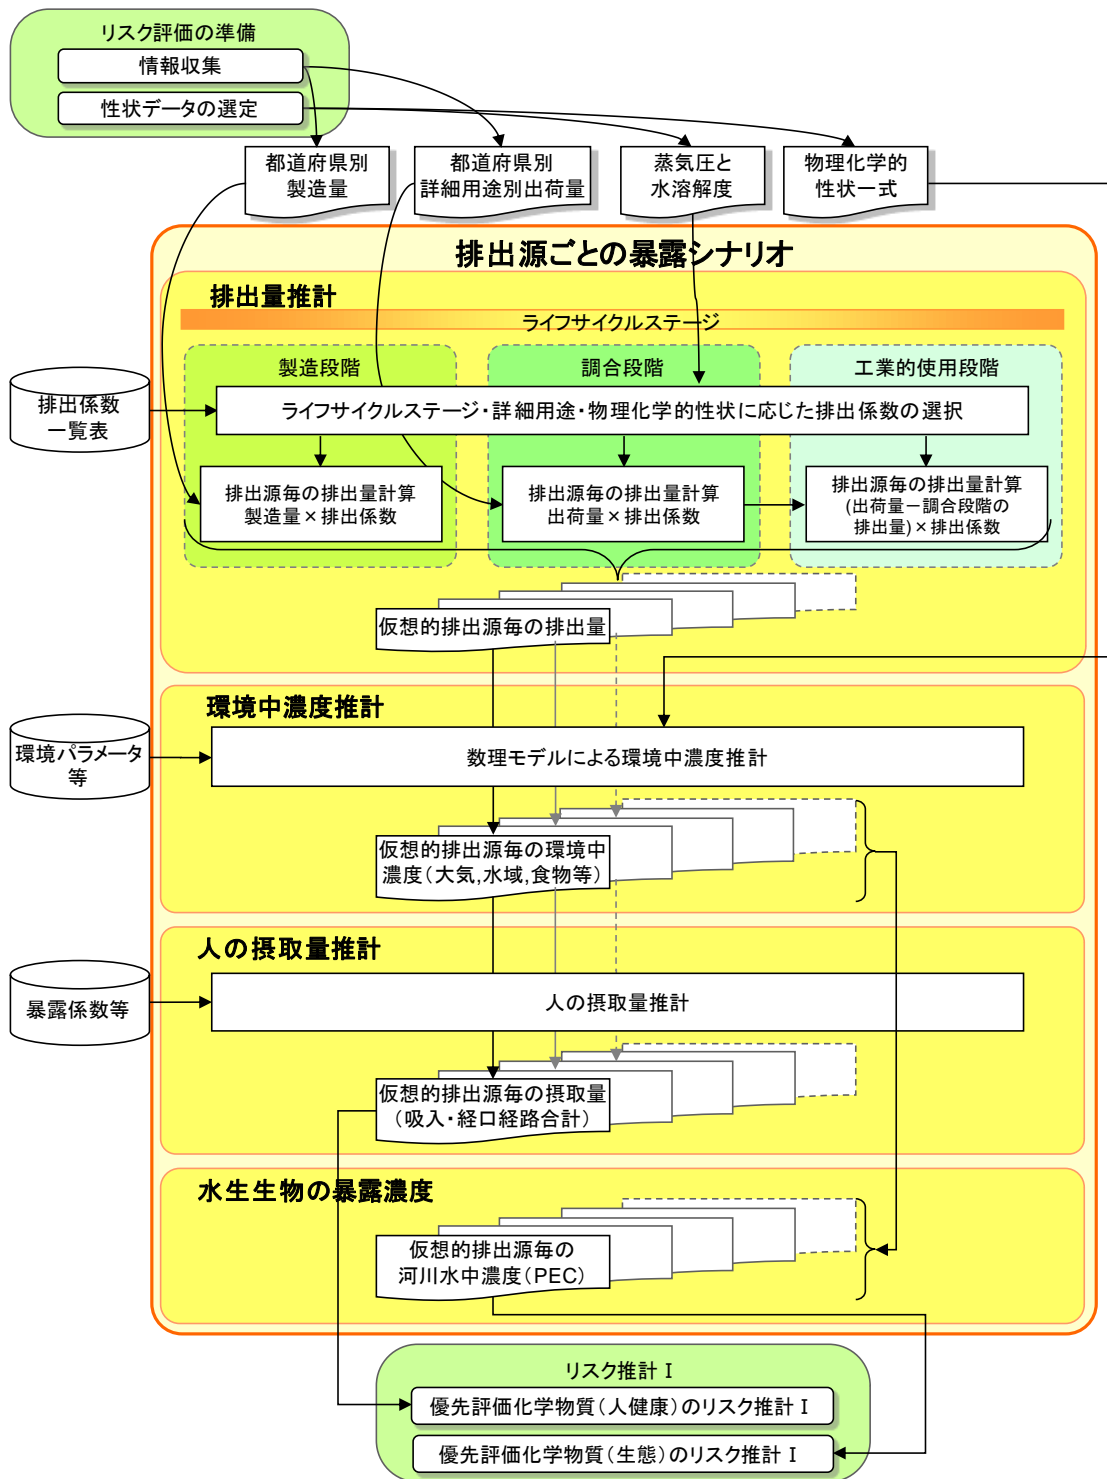 リスク評価の準備
情報収集
性状データの選定
都道府県別
製造量
都道府県別
詳細用途別出荷量
蒸気圧と
水溶解度
物理化学的
性状一式
排出源ごとの暴露シナリオ
排出量推計
ライフサイクルステージ
製造段階
調合段階
工業的使用段階
排出係数
一覧表
ライフサイクルステージ・詳細用途・物理化学的性状に応じた排出係数の選択
排出源毎の排出量計算
製造量×排出係数
排出源毎の排出量計算
出荷量×排出係数
排出源毎の排出量計算
(出荷量－調合段階の
排出量)×排出係数
仮想的排出源毎の排出量
環境中濃度推計
環境パラメータ
等
数理モデルによる環境中濃度推計
仮想的排出源毎の環境中
濃度(大気,水域,食物等)
人の摂取量推計
暴露係数等
人の摂取量推計
仮想的排出源毎の摂取量
(吸入・経口経路合計)
水生生物の暴露濃度
仮想的排出源毎の
河川水中濃度(PEC)
リスク推計Ⅰ
優先評価化学物質(人健康)のリスク推計Ⅰ
優先評価化学物質(生態)のリスク推計Ⅰ